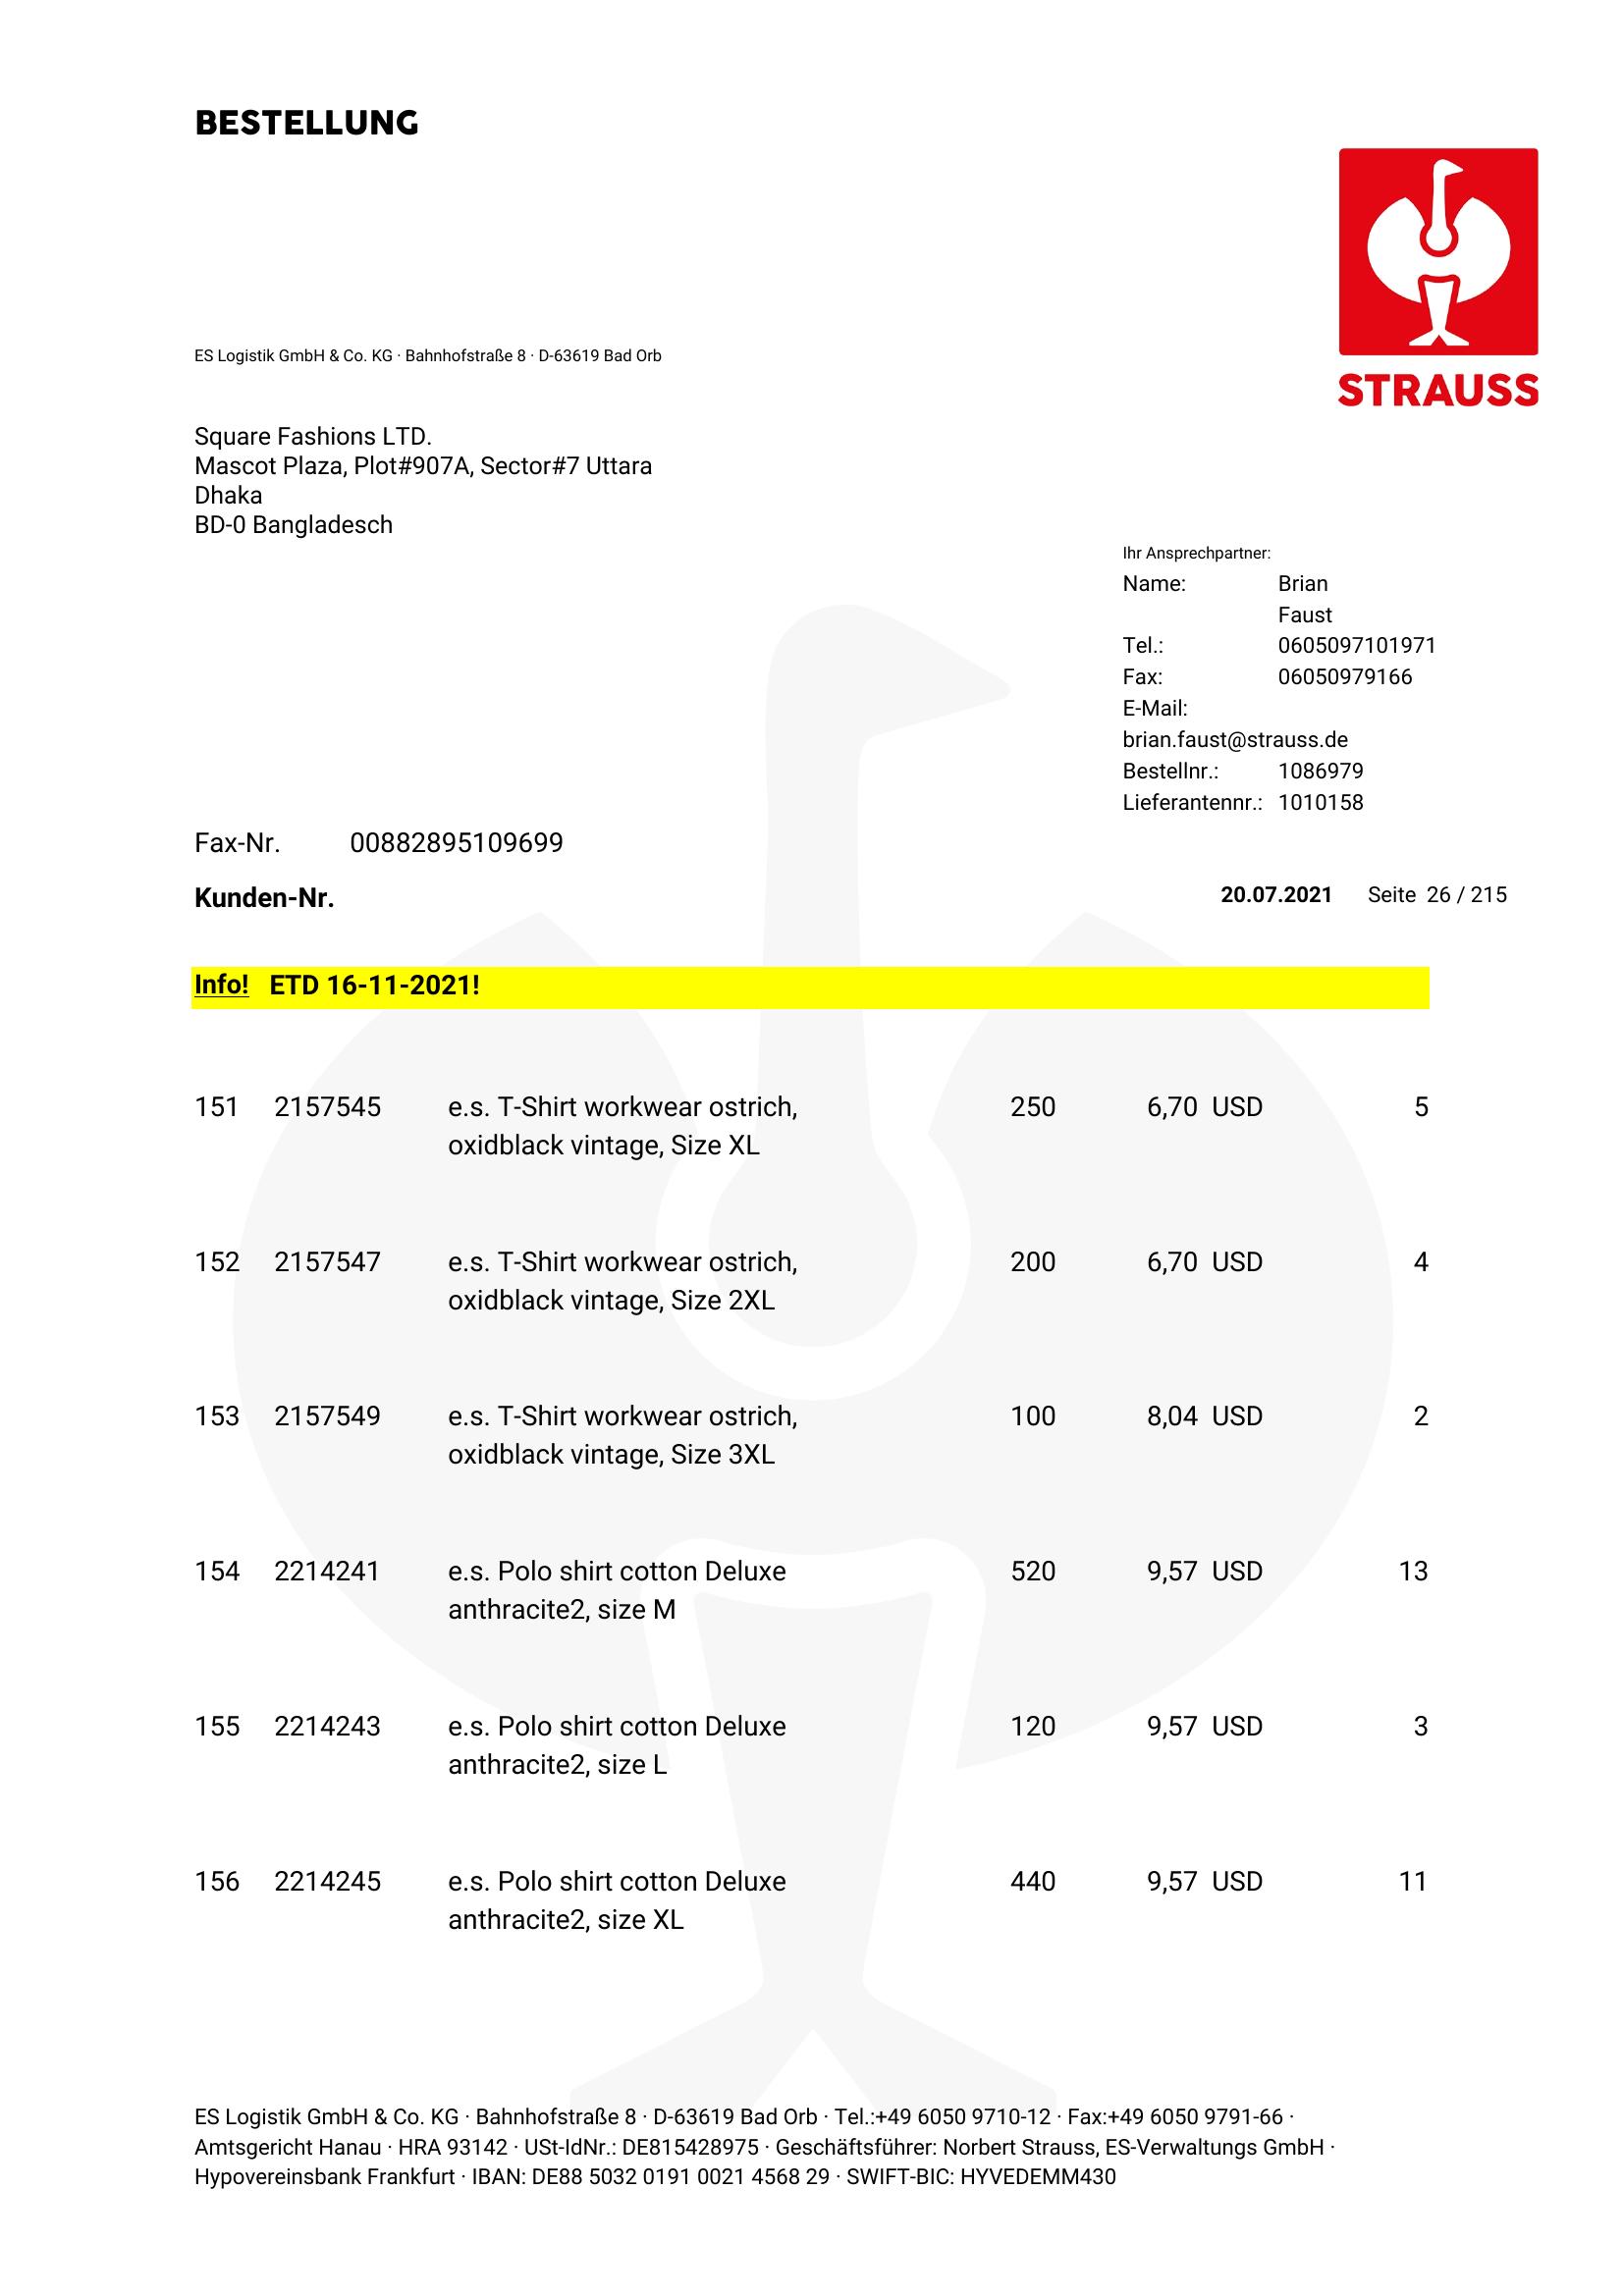 BESTELLUNG
STRAUSS
ES Logistik GmbH & Co. KG · Bahnhofstraße 8 · D-63619 Bad Orb
Square Fashions LTD.
Mascot Plaza, Plot#907A, Sector#7 Uttara
Dhaka
BD-0 Bangladesch
Ihr Ansprechpartner:
Name: Brian
Faust
Tel.: 0605097101971
Fax: 06050979166
E-Mail:
brian.faust@strauss.de
Bestellnr.: 1086979
Lieferantennr.: 1010158
Fax-Nr. 00882895109699
Kunden-Nr. 20.07.2021 Seite 26 / 215
Info! ETD 16-11-2021!
151 2157545 e.s. T-Shirt workwear ostrich, 250 6,70 USD 5
oxidblack vintage, Size XL
152 2157547 e.s. T-Shirt workwear ostrich, 200 6,70 USD 4
oxidblack vintage, Size 2XL
153 2157549 e.s. T-Shirt workwear ostrich, 100 8,04 USD 2
oxidblack vintage, Size 3XL
154 2214241 e.s. Polo shirt cotton Deluxe 520 9,57 USD 13
anthracite2, size M
155 2214243 e.s. Polo shirt cotton Deluxe 120 9,57 USD 3
anthracite2, size L
156 2214245 e.s. Polo shirt cotton Deluxe 440 9,57 USD 11
anthracite2, size XL
ES Logistik GmbH & Co. KG · Bahnhofstraße 8 · D-63619 Bad Orb · Tel.:+49 6050 9710-12 · Fax:+49 6050 9791-66 ·
Amtsgericht Hanau · HRA 93142 · USt-IdNr.: DE815428975 · Geschäftsführer: Norbert Strauss, ES-Verwaltungs GmbH ·
Hypovereinsbank Frankfurt · IBAN: DE88 5032 0191 0021 4568 29 · SWIFT-BIC: HYVEDEMM430